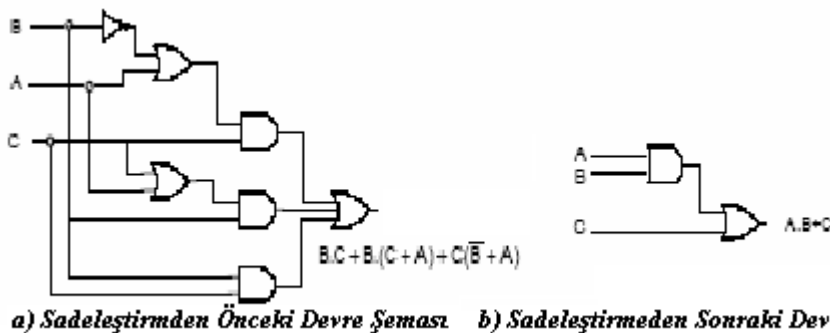 B
A
C
B.C+B.(C+A)+C(B̅+A)
A
B
C
A.B+C
a) Sadeleştirmden Önceki Devre Şeması    b) Sadeleştirmeden Sonraki Dev